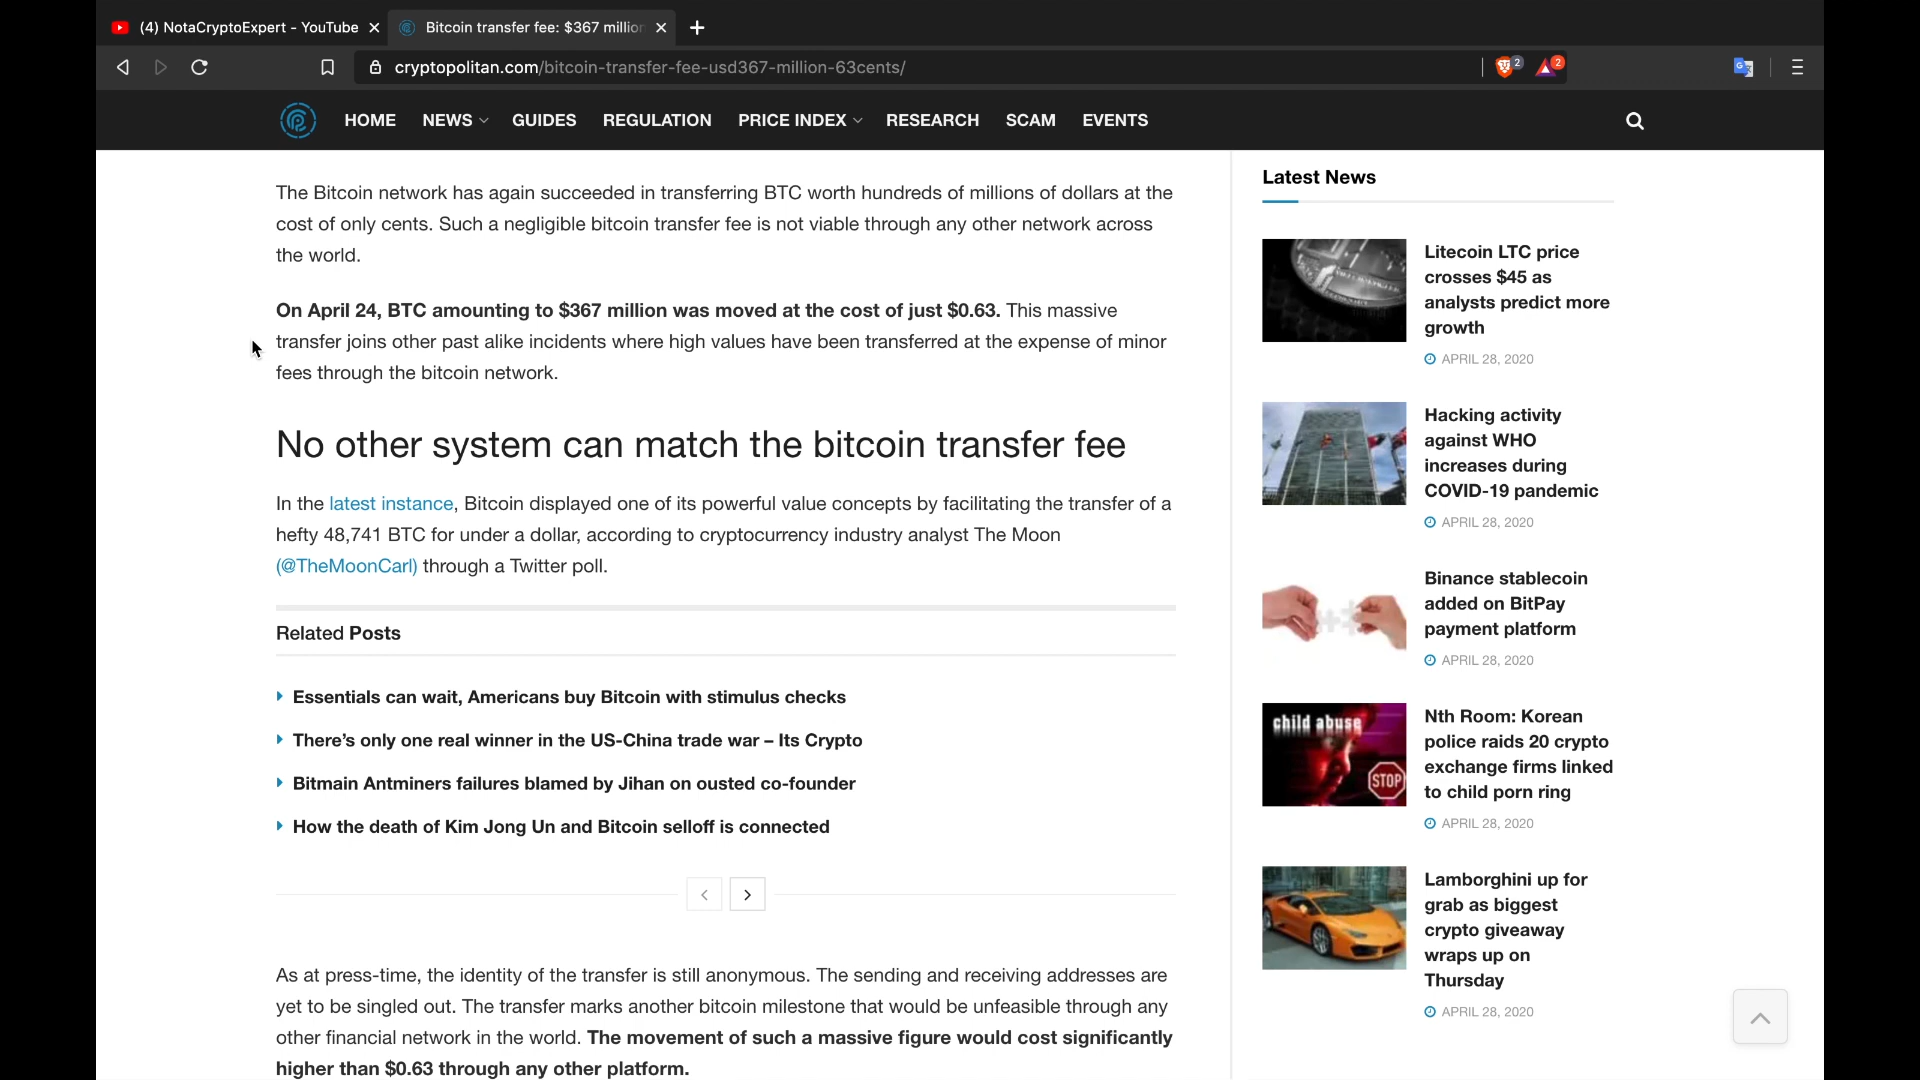 (4) NotaCryptoExpert - YouTube
Bitcoin transfer fee: $367 million
cryptopolitan.com/bitcoin-transfer-fee-usd367-million-63cents/
2
2
HOME NEWS GUIDES REGULATION PRICE INDEX RESEARCH SCAM EVENTS
The Bitcoin network has again succeeded in transferring BTC worth hundreds of millions of dollars at the
cost of only cents. Such a negligible bitcoin transfer fee is not viable through any other network across
the world.
On April 24, BTC amounting to $367 million was moved at the cost of just $0.63. This massive
transfer joins other past alike incidents where high values have been transferred at the expense of minor
fees through the bitcoin network.
No other system can match the bitcoin transfer fee
In the latest instance, Bitcoin displayed one of its powerful value concepts by facilitating the transfer of a
hefty 48,741 BTC for under a dollar, according to cryptocurrency industry analyst The Moon
(@TheMoonCarl) through a Twitter poll.
Related Posts
Essentials can wait, Americans buy Bitcoin with stimulus checks
There's only one real winner in the US-China trade war – Its Crypto
Bitmain Antminers failures blamed by Jihan on ousted co-founder
How the death of Kim Jong Un and Bitcoin selloff is connected
As at press-time, the identity of the transfer is still anonymous. The sending and receiving addresses are
yet to be singled out. The transfer marks another bitcoin milestone that would be unfeasible through any
other financial network in the world. The movement of such a massive figure would cost significantly
higher than $0.63 through any other platform.
Latest News
Litecoin LTC price
crosses $45 as
analysts predict more
growth
APRIL 28, 2020
Hacking activity
against WHO
increases during
COVID-19 pandemic
APRIL 28, 2020
Binance stablecoin
added on BitPay
payment platform
APRIL 28, 2020
child abuse
STOP
Nth Room: Korean
police raids 20 crypto
exchange firms linked
to child porn ring
APRIL 28, 2020
Lamborghini up for
grab as biggest
crypto giveaway
wraps up on
Thursday
APRIL 28, 2020